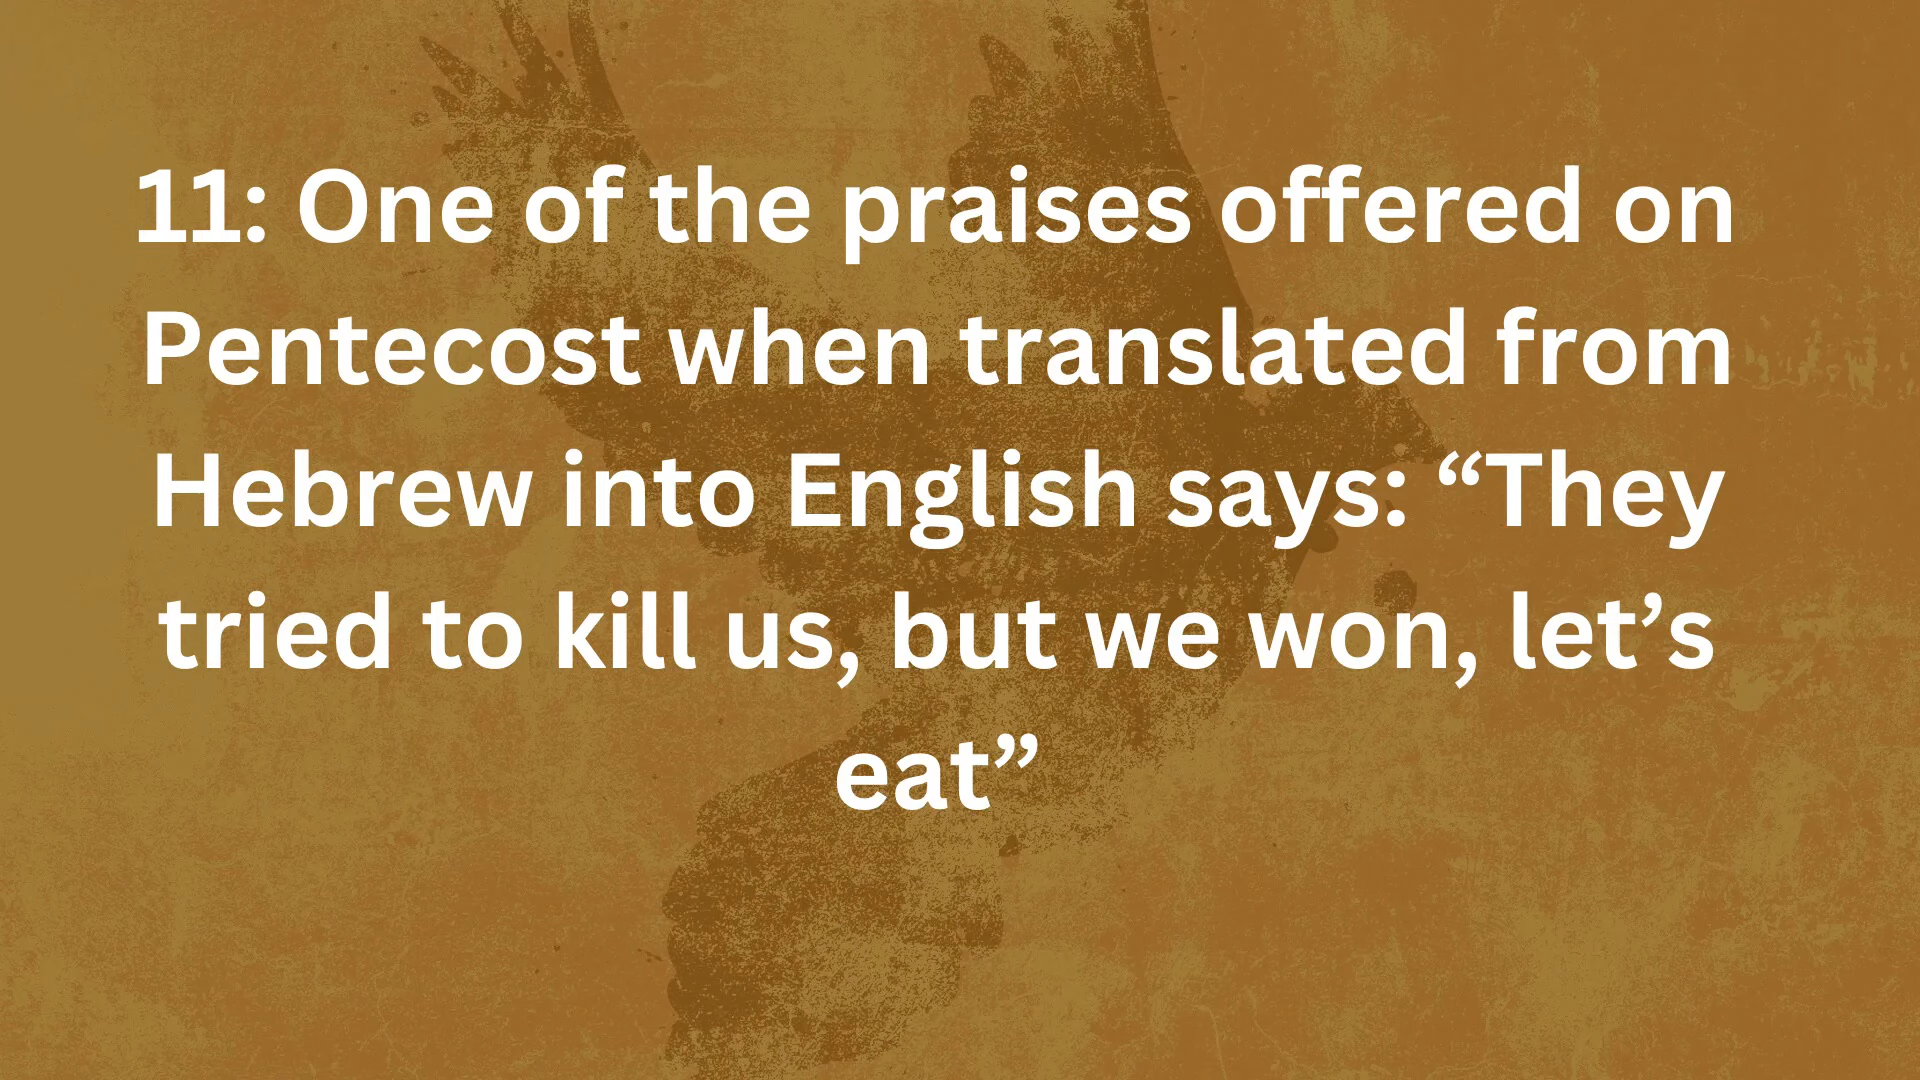 11: One of the praises offered on
Pentecost when translated from
Hebrew into English says: “They
tried to kill us, but we won, let’s
eat”